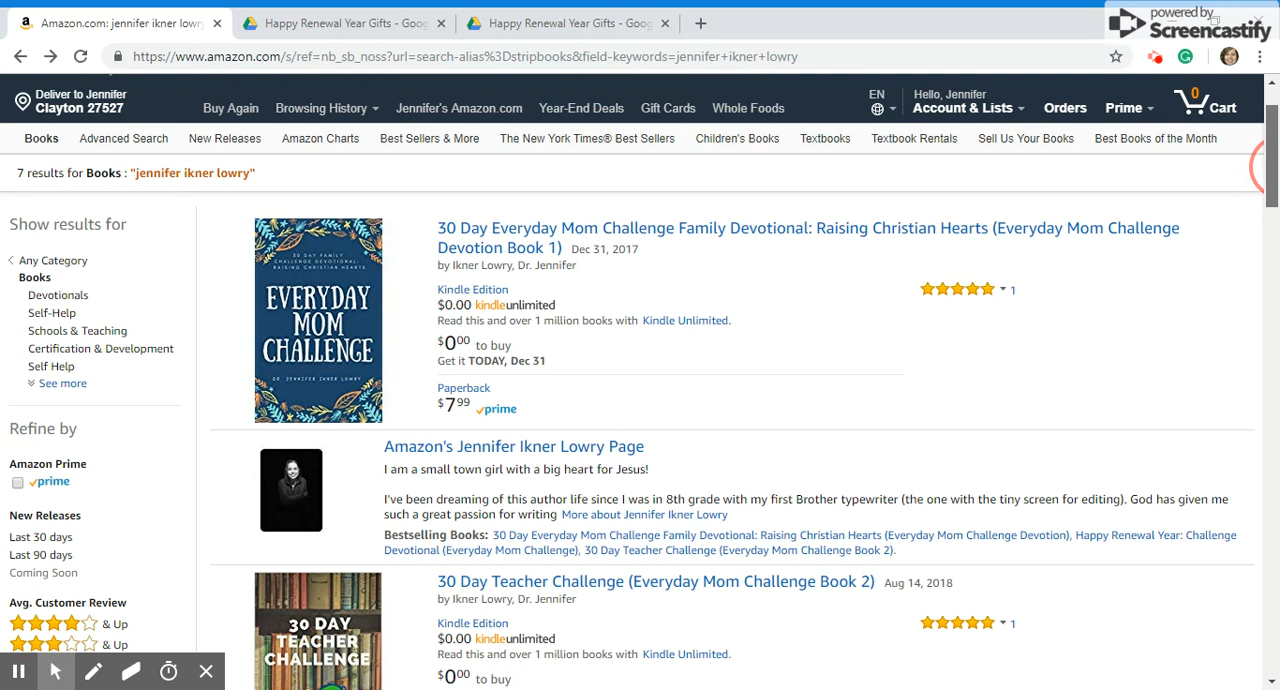 powered by
Screencastify
Amazon.com: jennifer ikner lowry
Happy Renewal Year Gifts - Goog
Happy Renewal Year Gifts - Goog
https://www.amazon.com/s/ref=nb_sb_noss?url=search-alias%3Dstripbooks&field-keywords=jennifer+ikner+lowry
Deliver to Jennifer
Clayton 27527
Buy Again
Browsing History
Jennifer's Amazon.com
Year-End Deals
Gift Cards
Whole Foods
EN
Hello, Jennifer
Account & Lists
Orders
Prime
0
Cart
Books
Advanced Search
New Releases
Amazon Charts
Best Sellers & More
The New York Times® Best Sellers
Children's Books
Textbooks
Textbook Rentals
Sell Us Your Books
Best Books of the Month
7 results for Books : "jennifer ikner lowry"
Show results for
Any Category
Books
Devotionals
Self-Help
Schools & Teaching
Certification & Development
Self Help
See more
Refine by
Amazon Prime
prime
New Releases
Last 30 days
Last 90 days
Coming Soon
Avg. Customer Review
& Up
& Up
30 DAY FAMILY
CHALLENGE DEVOTIONAL:
RAISING CHRISTIAN HEARTS
EVERYDAY
MOM
CHALLENGE
DR. JENNIFER IKNER LOWRY
30 Day Everyday Mom Challenge Family Devotional: Raising Christian Hearts (Everyday Mom Challenge
Devotion Book 1) Dec 31, 2017
by Ikner Lowry, Dr. Jennifer
Kindle Edition
$0.00 kindleunlimited
Read this and over 1 million books with Kindle Unlimited.
$0 00 to buy
Get it TODAY, Dec 31
Paperback
$7 99 prime
1
Amazon's Jennifer Ikner Lowry Page
I am a small town girl with a big heart for Jesus!
I've been dreaming of this author life since I was in 8th grade with my first Brother typewriter (the one with the tiny screen for editing). God has given me
such a great passion for writing More about Jennifer Ikner Lowry
Bestselling Books: 30 Day Everyday Mom Challenge Family Devotional: Raising Christian Hearts (Everyday Mom Challenge Devotion), Happy Renewal Year: Challenge
Devotional (Everyday Mom Challenge), 30 Day Teacher Challenge (Everyday Mom Challenge Book 2).
30 DAY
TEACHER
CHALLENGE
30 Day Teacher Challenge (Everyday Mom Challenge Book 2) Aug 14, 2018
by Ikner Lowry, Dr. Jennifer
Kindle Edition
$0.00 kindleunlimited
Read this and over 1 million books with Kindle Unlimited.
$0 00 to buy
1